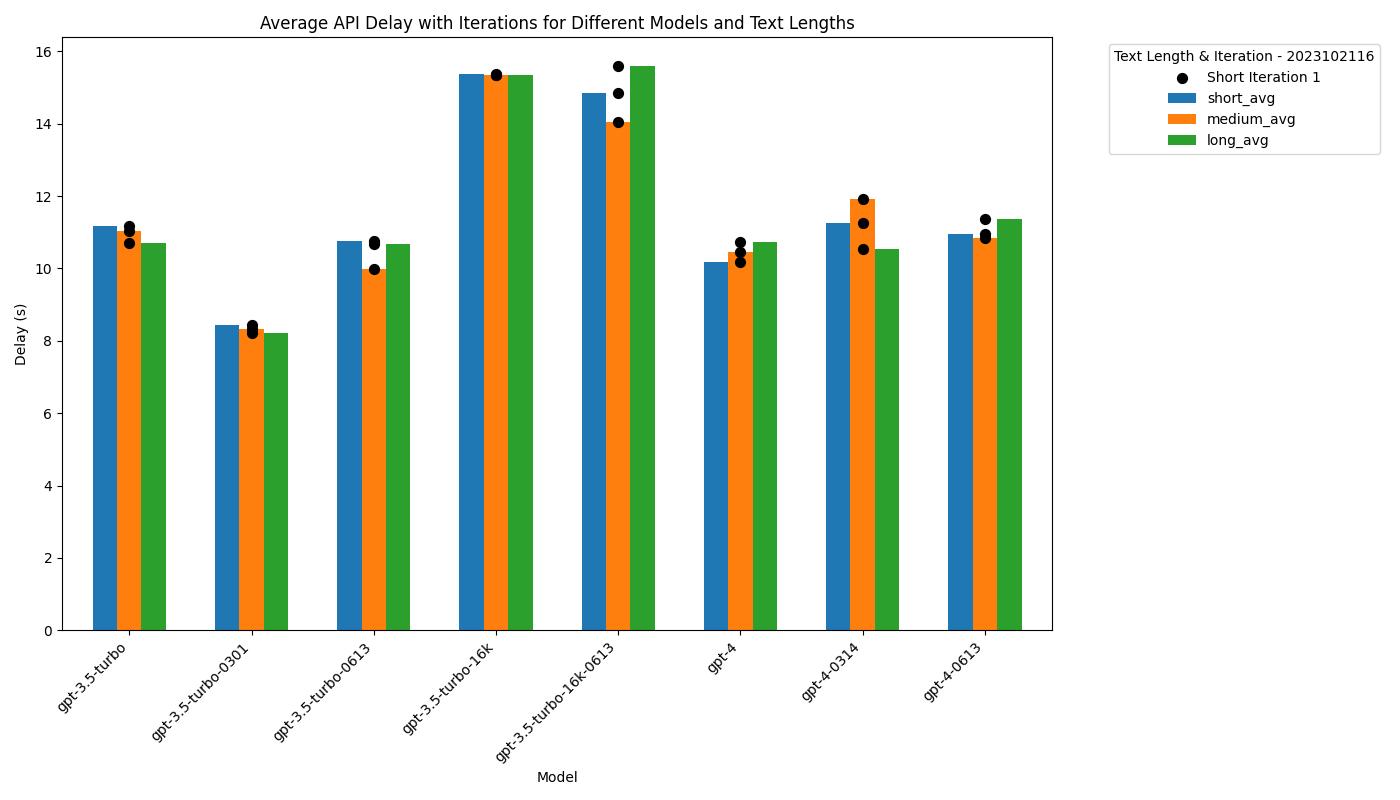 Average API Delay with Iterations for Different Models and Text Lengths
Text Length & Iteration - 2023102116
Short Iteration 1
short_avg
medium_avg
long_avg
Delay (s)
16
14
12
10
8
6
4
2
0
gpt-3.5-turbo
gpt-3.5-turbo-0301
gpt-3.5-turbo-0613
gpt-3.5-turbo-16k
gpt-3.5-turbo-16k-0613
gpt-4
gpt-4-0314
gpt-4-0613
Model